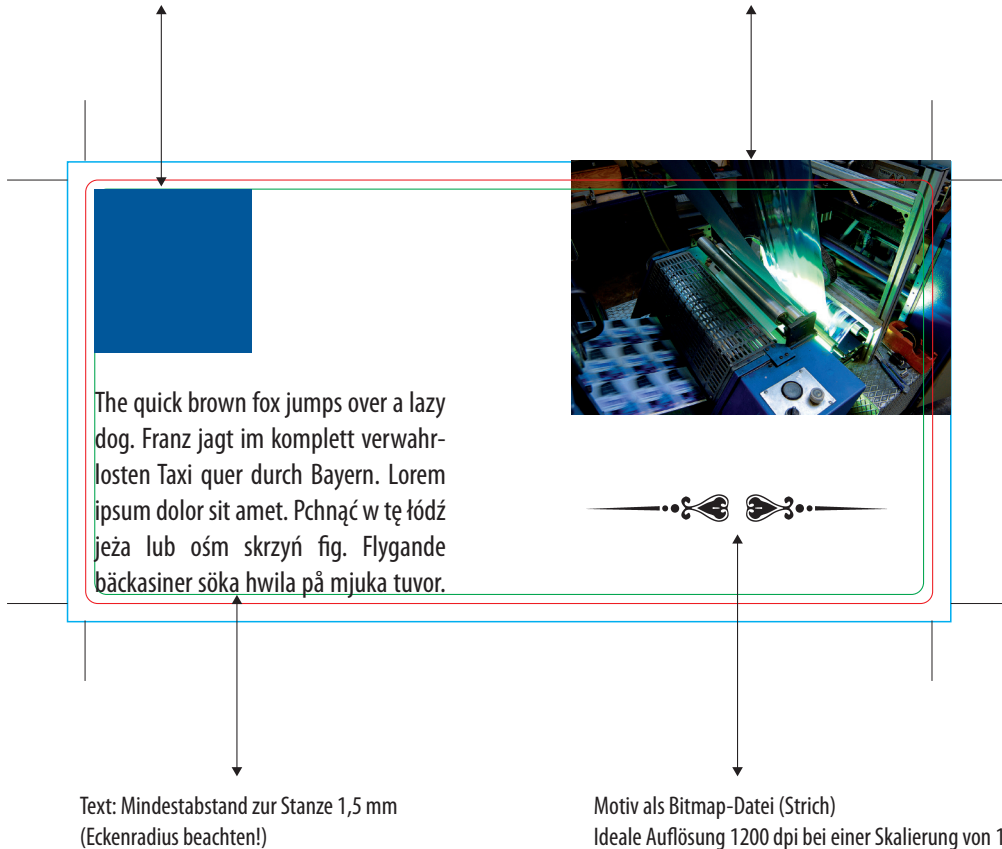 The quick brown fox jumps over a lazy
dog. Franz jagt im komplett verwahr-
losten Taxi quer durch Bayern. Lorem
ipsum dolor sit amet. Pchnąć w tę łódź
jeża lub ośm skrzyń fig. Flygande
bäckasiner söka hwila på mjuka tuvor.
Text: Mindestabstand zur Stanze 1,5 mm
(Eckenradius beachten!)
Motiv als Bitmap-Datei (Strich)
Ideale Auflösung 1200 dpi bei einer Skalierung von 1